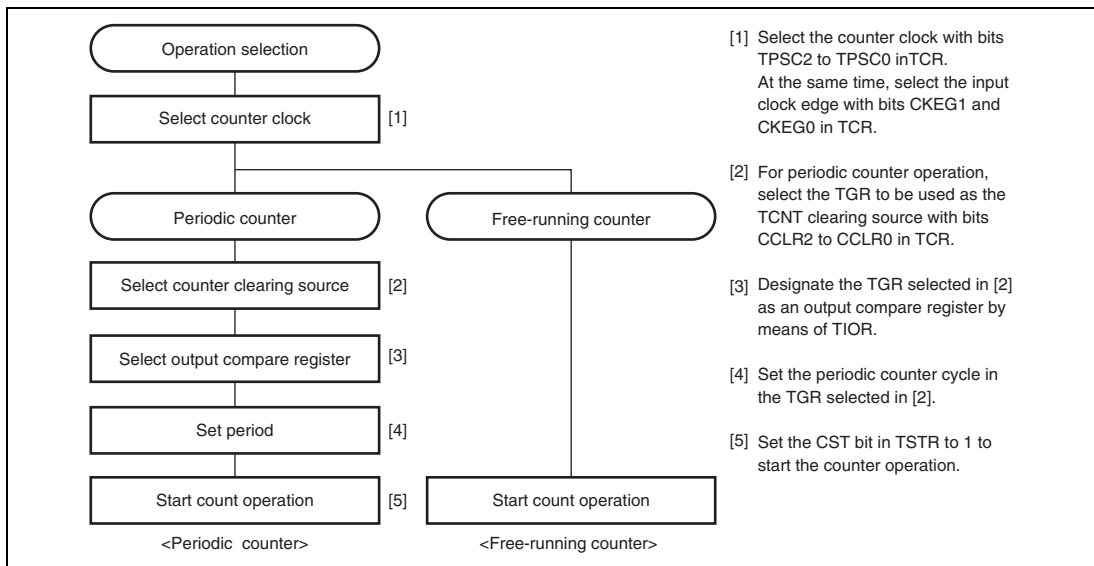 Operation selection
Select counter clock
[1]
Periodic counter
Free-running counter
Select counter clearing source
[2]
Select output compare register
[3]
Set period
[4]
Start count operation
[5]
Start count operation
<Periodic counter>
<Free-running counter>
[1] Select the counter clock with bits
TPSC2 to TPSC0 inTCR.
At the same time, select the input
clock edge with bits CKEG1 and
CKEG0 in TCR.
[2] For periodic counter operation,
select the TGR to be used as the
TCNT clearing source with bits
CCLR2 to CCLR0 in TCR.
[3] Designate the TGR selected in [2]
as an output compare register by
means of TIOR.
[4] Set the periodic counter cycle in
the TGR selected in [2].
[5] Set the CST bit in TSTR to 1 to
start the counter operation.